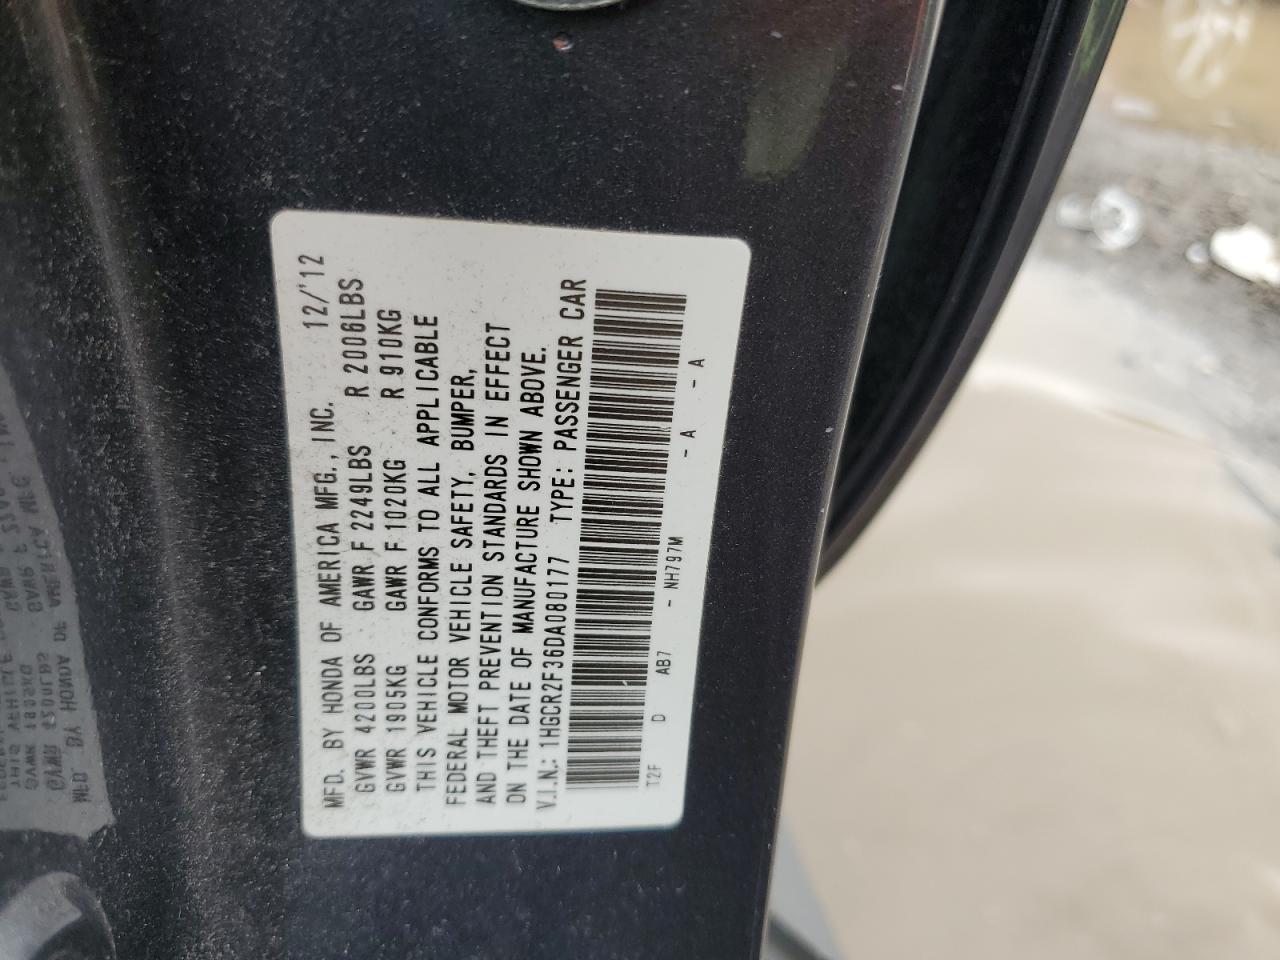 MFD. BY HONDA OF AMERICA MFG., INC. 12/'12
GVWR 4200LBS GAWR F 2249LBS R 2006LBS
GVWR 1905KG GAWR F 1020KG R 910KG
THIS VEHICLE CONFORMS TO ALL APPLICABLE
FEDERAL MOTOR VEHICLE SAFETY, BUMPER,
AND THEFT PREVENTION STANDARDS IN EFFECT
ON THE DATE OF MANUFACTURE SHOWN ABOVE.
V.I.N.: 1HGCR2F36DA080177 TYPE: PASSENGER CAR
T2F D AB7 - NH797M - A - A